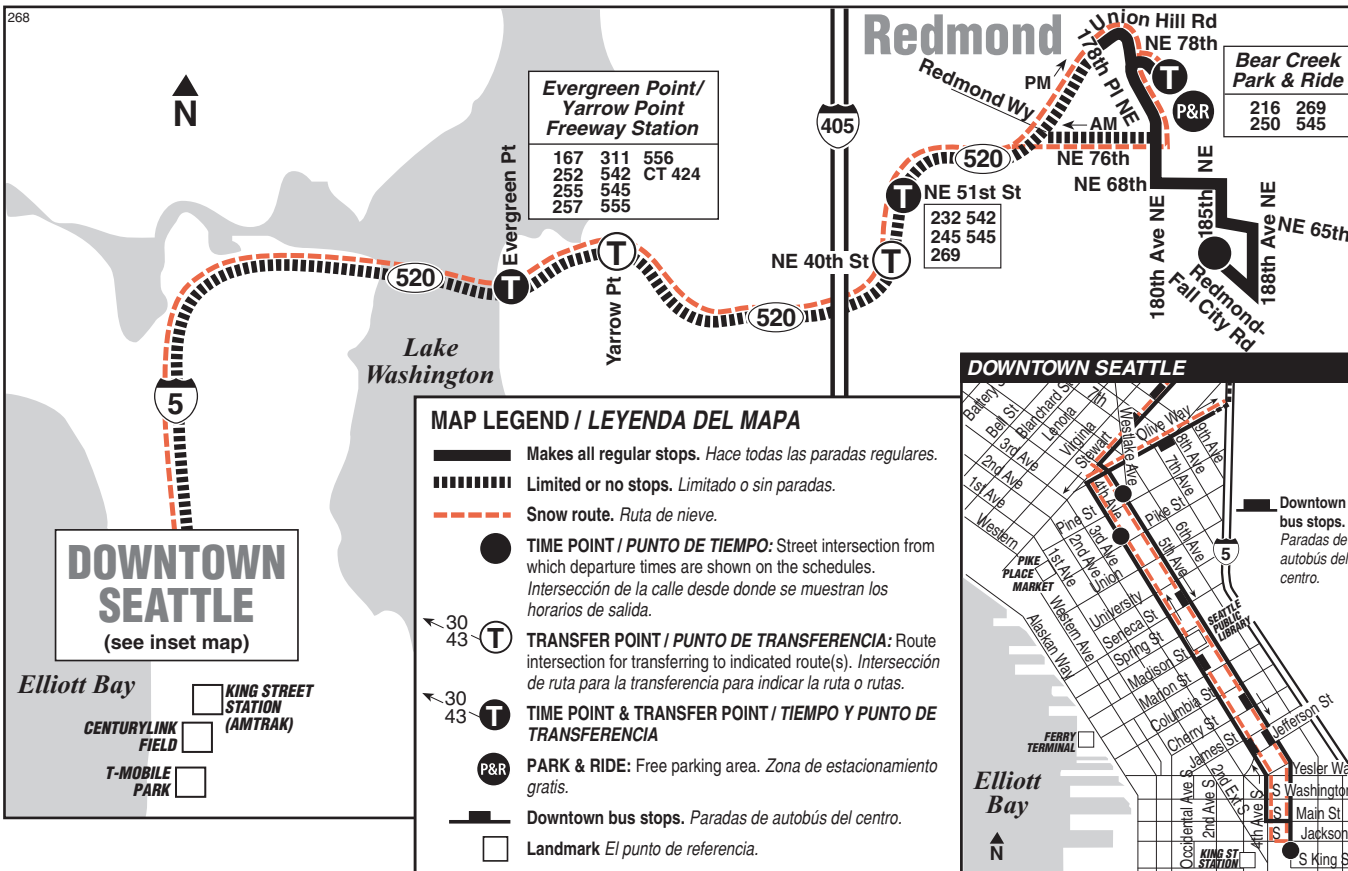 268
N
Redmond
Union Hill Rd
NE 78th
178th Pl NE
PM
Redmond Wy
AM
T
P&R
Bear Creek
Park & Ride
216 269
250 545
Evergreen Point/
Yarrow Point
Freeway Station
167 311 556
252 542 CT 424
255 545
257 555
405
520
NE 76th
NE 68th
T
NE 51st St
232 542
245 545
269
NE 40th St
T
180th Ave NE
185th NE
188th Ave NE
NE 65th
Redmond-
Fall City Rd
Evergreen Pt
T
T
Yarrow Pt
520
520
Lake
Washington
5
DOWNTOWN
SEATTLE
(see inset map)
Elliott Bay
KING STREET
STATION
(AMTRAK)
CENTURYLINK
FIELD
T-MOBILE
PARK
MAP LEGEND / LEYENDA DEL MAPA
Makes all regular stops. Hace todas las paradas regulares.
Limited or no stops. Limitado o sin paradas.
Snow route. Ruta de nieve.
TIME POINT / PUNTO DE TIEMPO: Street intersection from
which departure times are shown on the schedules.
Intersección de la calle desde donde se muestran los
horarios de salida.
30
43
T
TRANSFER POINT / PUNTO DE TRANSFERENCIA: Route
intersection for transferring to indicated route(s). Intersección
de ruta para la transferencia para indicar la ruta o rutas.
30
43
T
TIME POINT & TRANSFER POINT / TIEMPO Y PUNTO DE
TRANSFERENCIA
P&R
PARK & RIDE: Free parking area. Zona de estacionamiento
gratis.
Downtown bus stops. Paradas de autobús del centro.
Landmark El punto de referencia.
DOWNTOWN SEATTLE
Battery S
Bell St
Blanchard St
Lenora
Virginia
Stewart
7th
Westlake Ave
Olive Way
9th Ave
8th Ave
7th Ave
6th Ave
5th Ave
3rd Ave
2nd Ave
1st Ave
Western
4th Ave
Pine St
Pike St
3rd Ave
2nd Ave
1st Ave
Union
PIKE
PLACE
MARKET
University
Seneca St
Spring St
Madison St
Marion St
Columbia St
Cherry St
James St
Western Ave
Alaskan Way
SEATTLE
PUBLIC
LIBRARY
5
Downtown
bus stops.
Paradas de
autobús del
centro.
FERRY
TERMINAL
Jefferson St
Yesler Wa
S Washington
S Main St
S Jackson
S King S
Occidental Ave S
2nd Ave S
2nd Ext S
4th Ave S
KING ST
STATION
Elliott
Bay
N